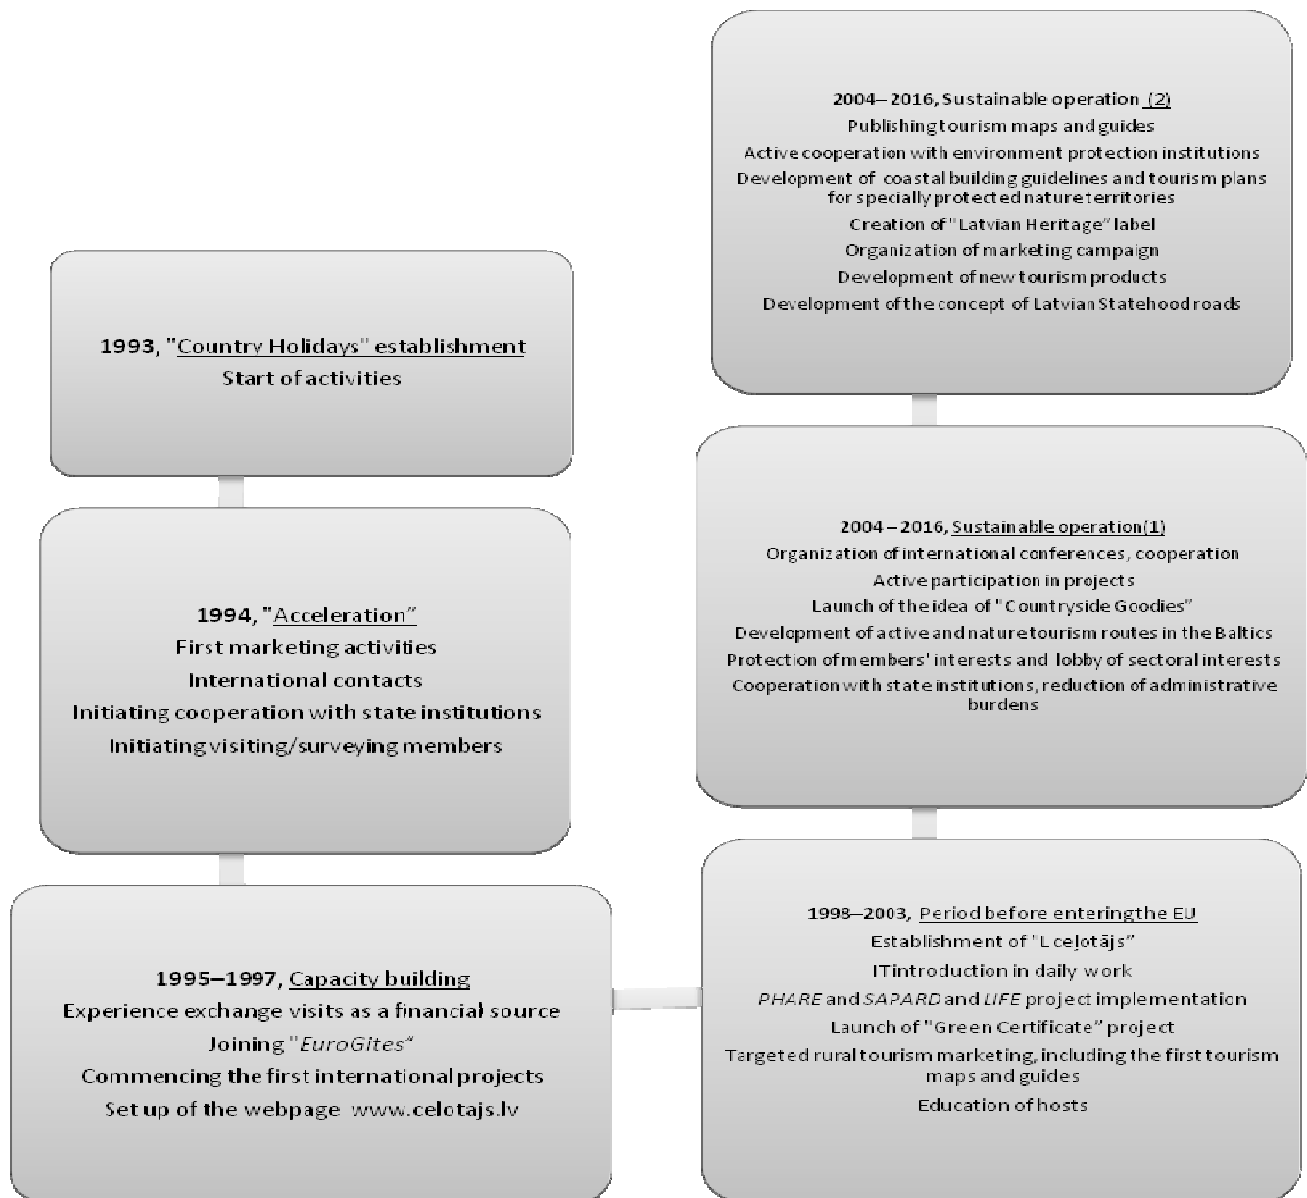 1993, "Country Holidays" establishment
Start of activities
1994, "Acceleration"
First marketing activities
International contacts
Initiating cooperation with state institutions
Initiating visiting/surveying members
1995–1997, Capacity building
Experience exchange visits as a financial source
Joining "EuroGites"
Commencing the first international projects
Set up of the webpage www.celotajs.lv
1998–2003, Period before entering the EU
Establishment of "L ceļotājs"
IT introduction in daily work
PHARE and SAPARD and LIFE project implementation
Launch of "Green Certificate" project
Targeted rural tourism marketing, including the first tourism
maps and guides
Education of hosts
2004–2016, Sustainable operation(1)
Organization of international conferences, cooperation
Active participation in projects
Launch of the idea of "Countryside Goodies"
Development of active and nature tourism routes in the Baltics
Protection of members' interests and lobby of sectoral interests
Cooperation with state institutions, reduction of administrative
burdens
2004–2016, Sustainable operation (2)
Publishing tourism maps and guides
Active cooperation with environment protection institutions
Development of coastal building guidelines and tourism plans
for specially protected nature territories
Creation of "Latvian Heritage" label
Organization of marketing campaign
Development of new tourism products
Development of the concept of Latvian Statehood roads